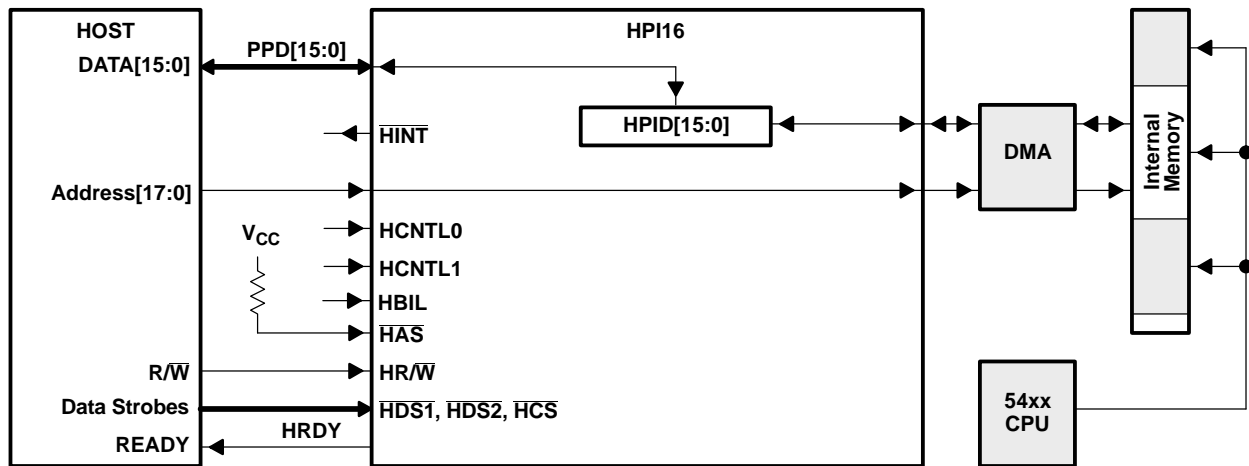 HOST
HPI16
PPD[15:0]
DATA[15:0]
HPID[15:0]
HINT
DMA
Internal
Memory
Address[17:0]
VCC
HCNTL0
HCNTL1
HBIL
HAS
R/W
HR/W
Data Strobes
HDS1, HDS2, HCS
READY
HRDY
54xx
CPU